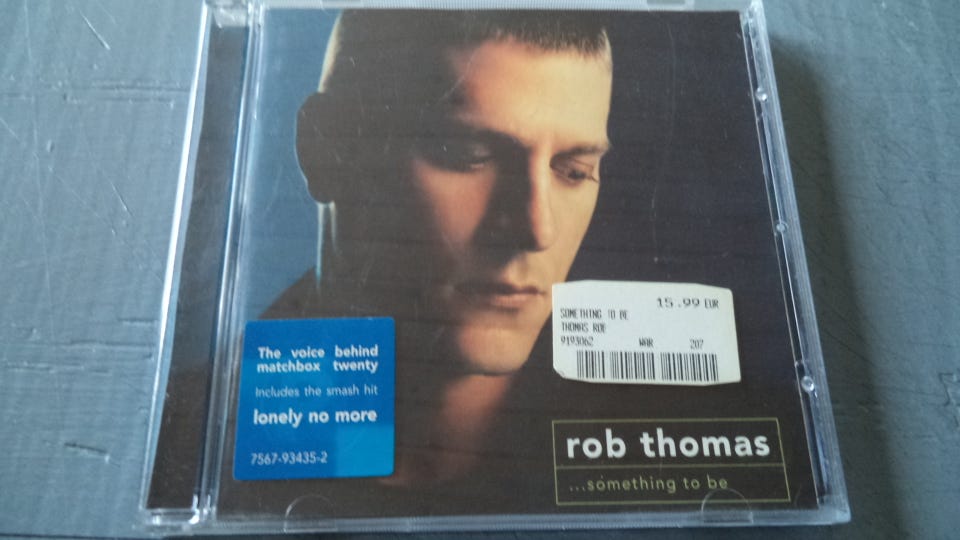 15.99 EUR
SOMETHING TO BE
THOMAS ROB
9193062 WAR 207
The voice behind
matchbox twenty
Includes the smash hit
lonely no more
7567-93435-2
rob thomas
...something to be